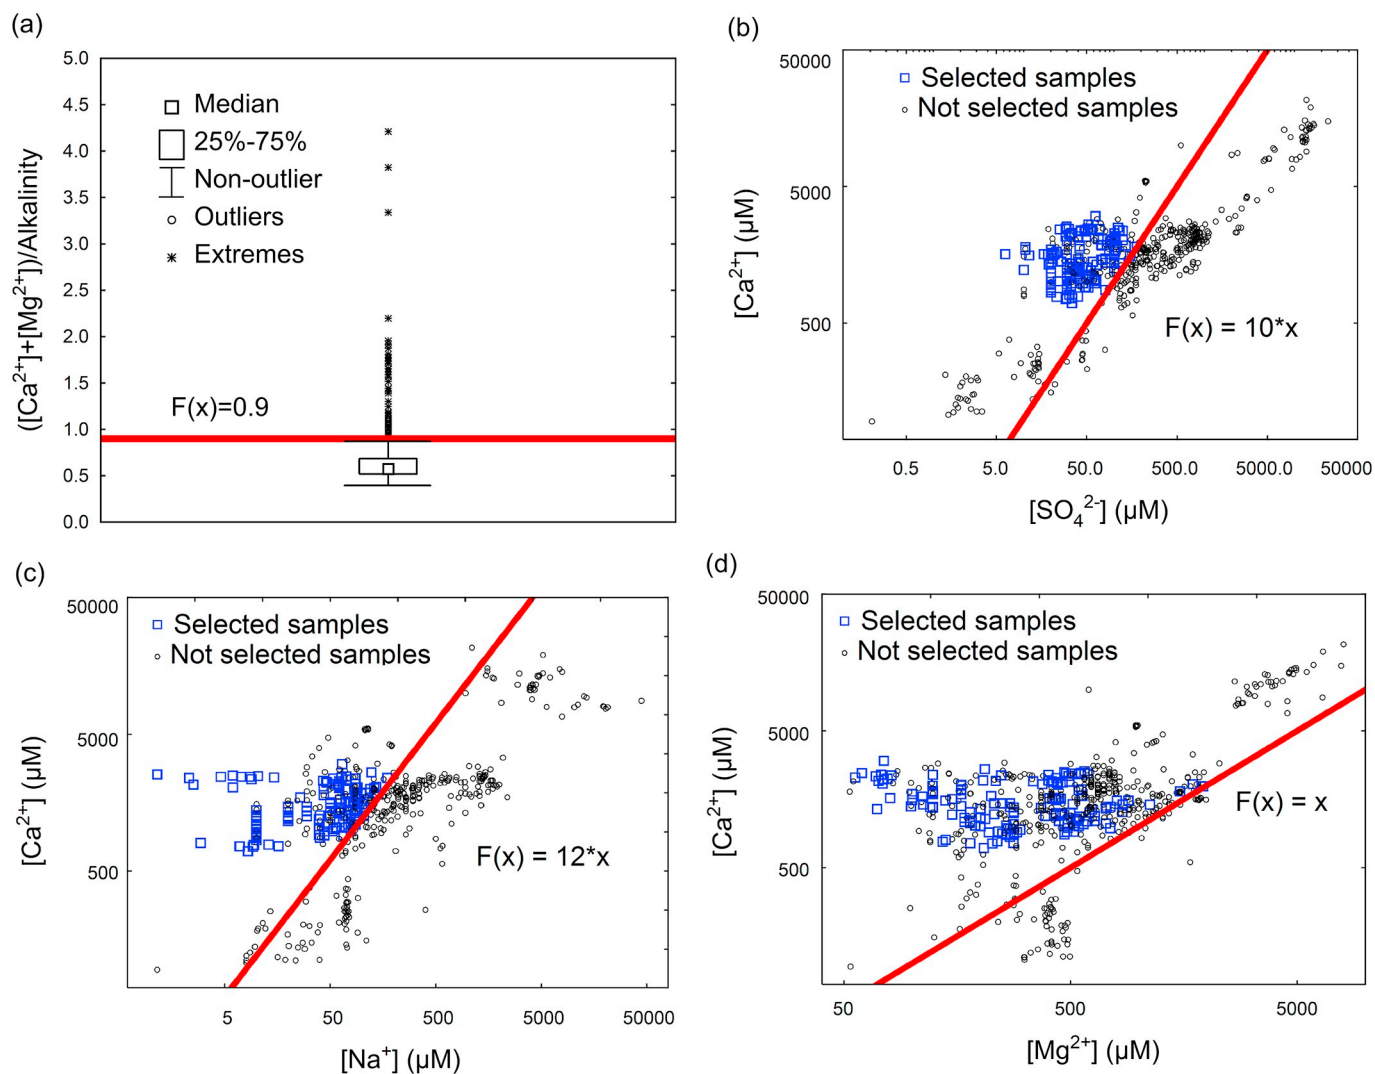 (a)
([Ca²⁺]+[Mg²⁺])/Alkalinity
5.0
4.5
4.0
3.5
3.0
2.5
2.0
1.5
1.0
0.5
0.0
Median
25%-75%
Non-outlier
Outliers
Extremes
F(x)=0.9
(b)
[Ca²⁺] (µM)
50000
5000
500
Selected samples
Not selected samples
F(x) = 10*x
0.5 5.0 50.0 500.0 5000.0 50000
[SO₄²⁻] (µM)
(c)
[Ca²⁺] (µM)
50000
5000
500
Selected samples
Not selected samples
F(x) = 12*x
5 50 500 5000 50000
[Na⁺] (µM)
(d)
[Ca²⁺] (µM)
50000
5000
500
Selected samples
Not selected samples
F(x) = x
50 500 5000
[Mg²⁺] (µM)